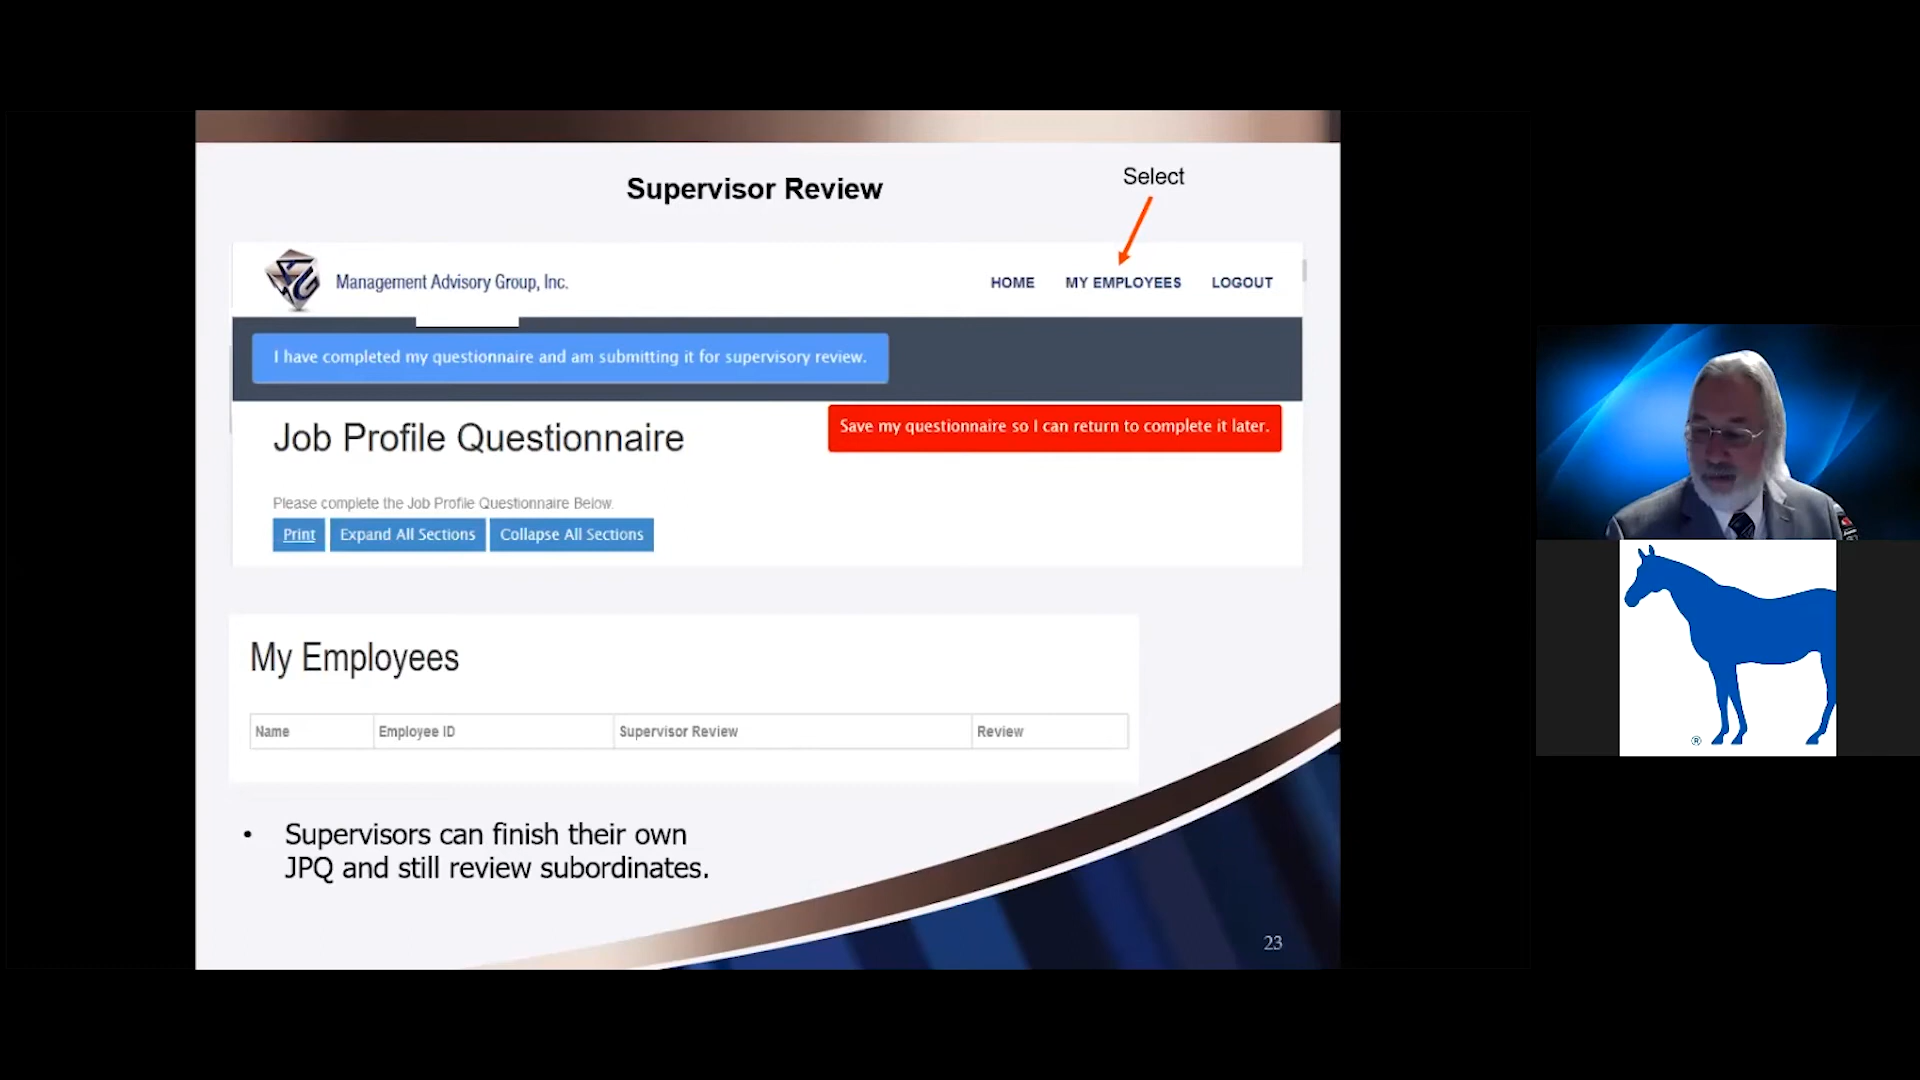 Supervisor Review
Select
Management Advisory Group, Inc.
HOME
MY EMPLOYEES
LOGOUT
I have completed my questionnaire and am submitting it for supervisory review.
Job Profile Questionnaire
Save my questionnaire so I can return to complete it later.
Please complete the Job Profile Questionnaire Below.
Print
Expand All Sections
Collapse All Sections
My Employees
Name
Employee ID
Supervisor Review
Review
• Supervisors can finish their own
JPQ and still review subordinates.
23
®